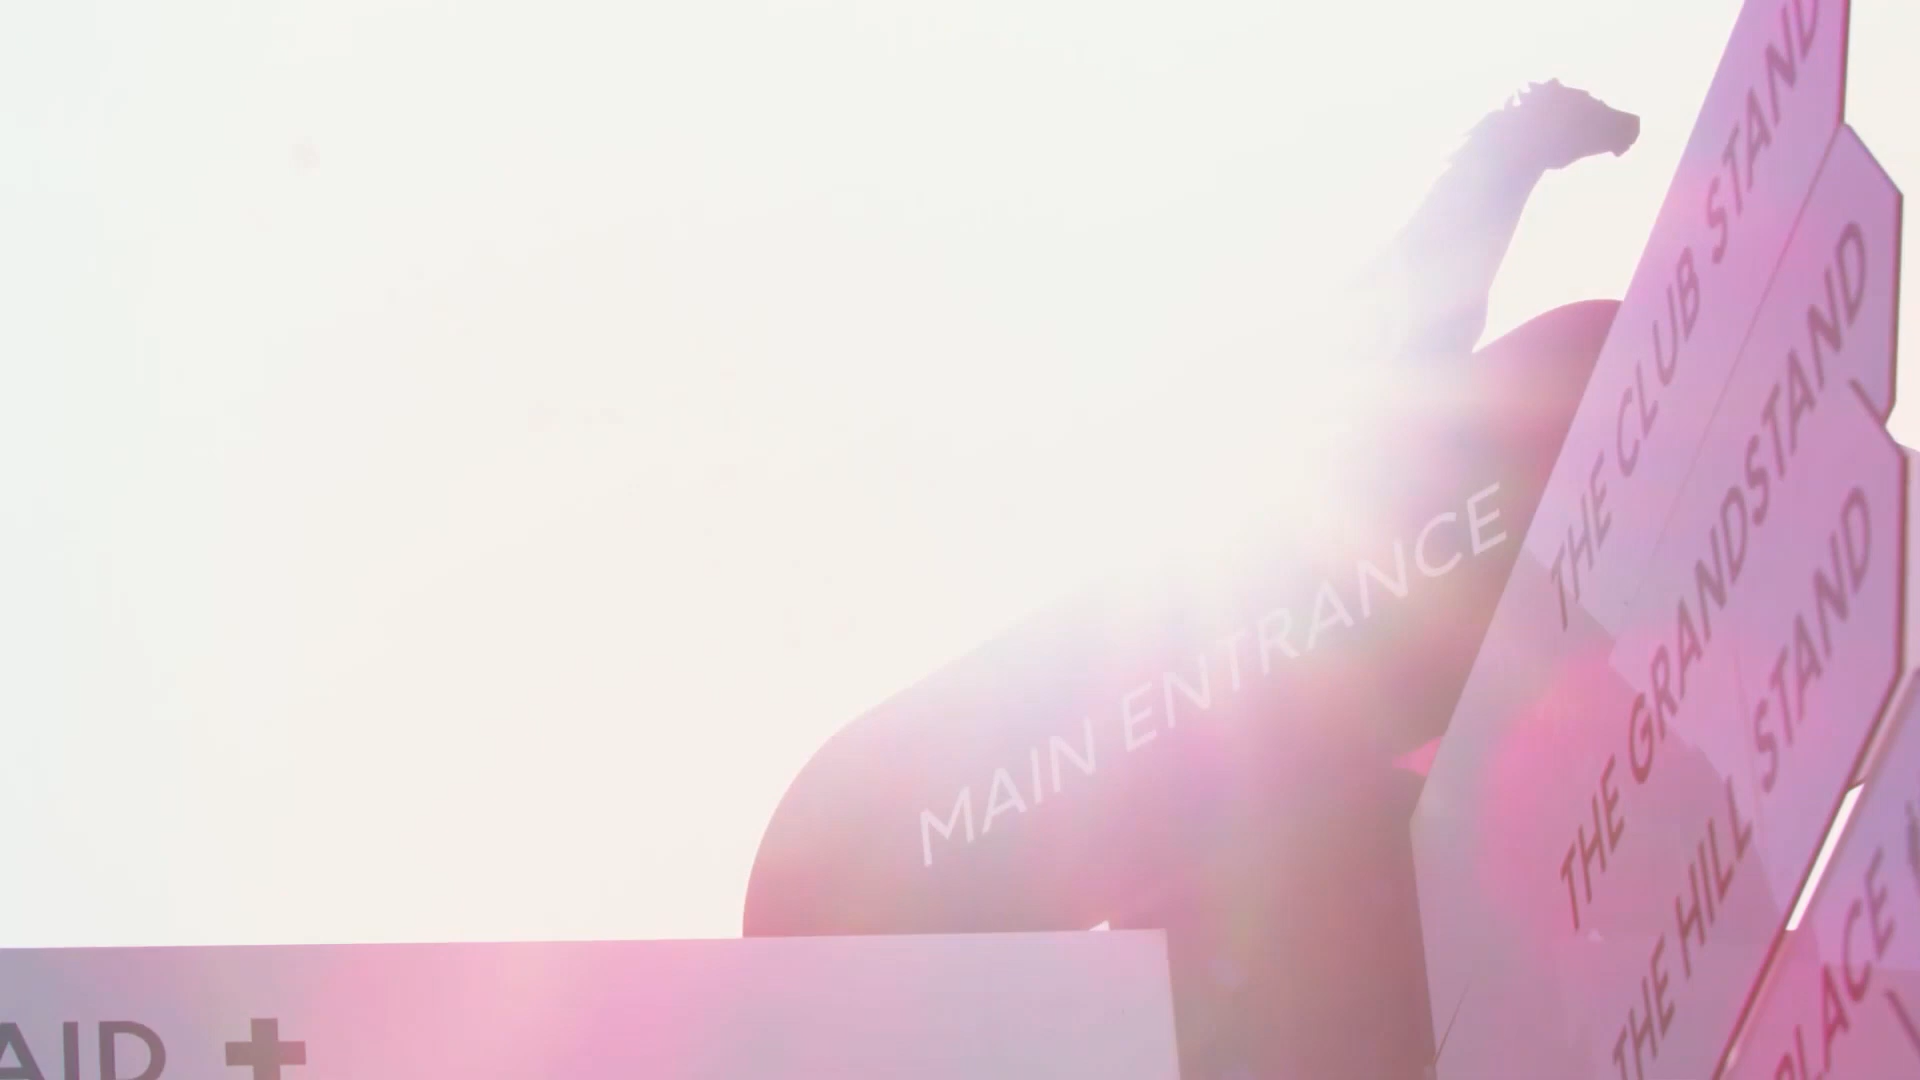 THE CLUB STAND
THE GRANDSTAND
THE HILL STAND
PLACE
MAIN ENTRANCE
AID +